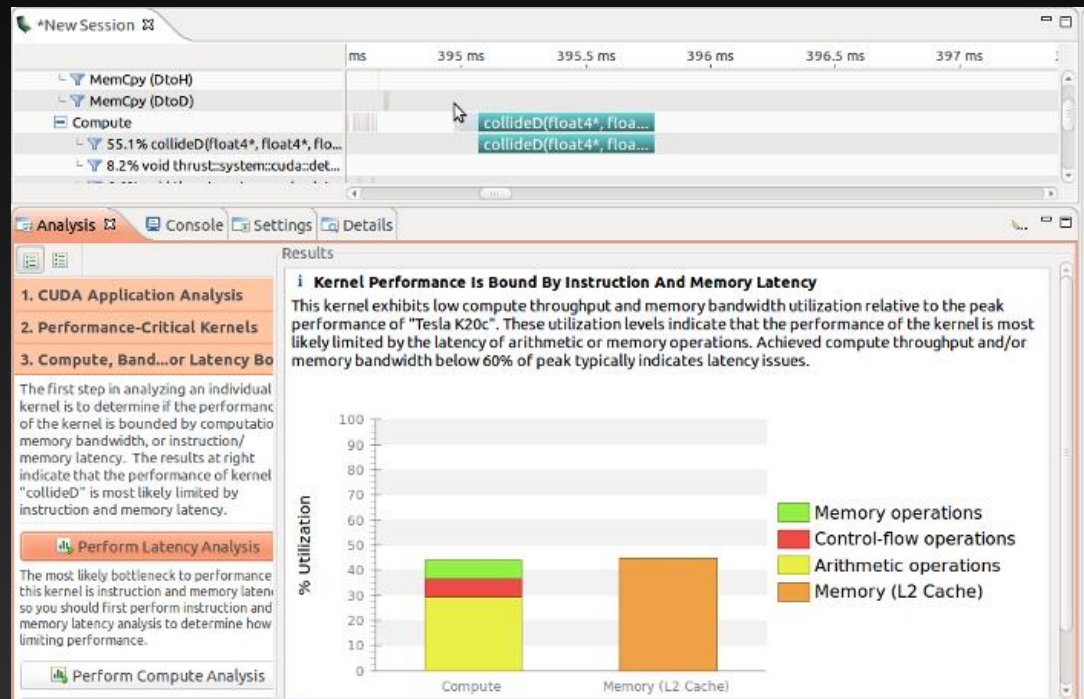 *New Session
ms 395 ms 395.5 ms 396 ms 396.5 ms 397 ms
MemCpy (DtoH)
MemCpy (DtoD)
Compute
collideD(float4*, floa...
55.1% collideD(float4*, float4*, flo...
collideD(float4*, floa...
8.2% void thrust::system::cuda::det...
Analysis Console Settings Details
Results
1. CUDA Application Analysis
2. Performance-Critical Kernels
3. Compute, Band...or Latency Bo
The first step in analyzing an individual
kernel is to determine if the performanc
of the kernel is bounded by computatio
memory bandwidth, or instruction/
memory latency. The results at right
indicate that the performance of kernel
"collideD" is most likely limited by
instruction and memory latency.
Perform Latency Analysis
The most likely bottleneck to performance
this kernel is instruction and memory laten
so you should first perform instruction and
memory latency analysis to determine how
limiting performance.
Perform Compute Analysis
i Kernel Performance Is Bound By Instruction And Memory Latency
This kernel exhibits low compute throughput and memory bandwidth utilization relative to the peak
performance of "Tesla K20c". These utilization levels indicate that the performance of the kernel is most
likely limited by the latency of arithmetic or memory operations. Achieved compute throughput and/or
memory bandwidth below 60% of peak typically indicates latency issues.
% Utilization
100
90
80
70
60
50
40
30
20
10
0
Compute
Memory (L2 Cache)
Memory operations
Control-flow operations
Arithmetic operations
Memory (L2 Cache)